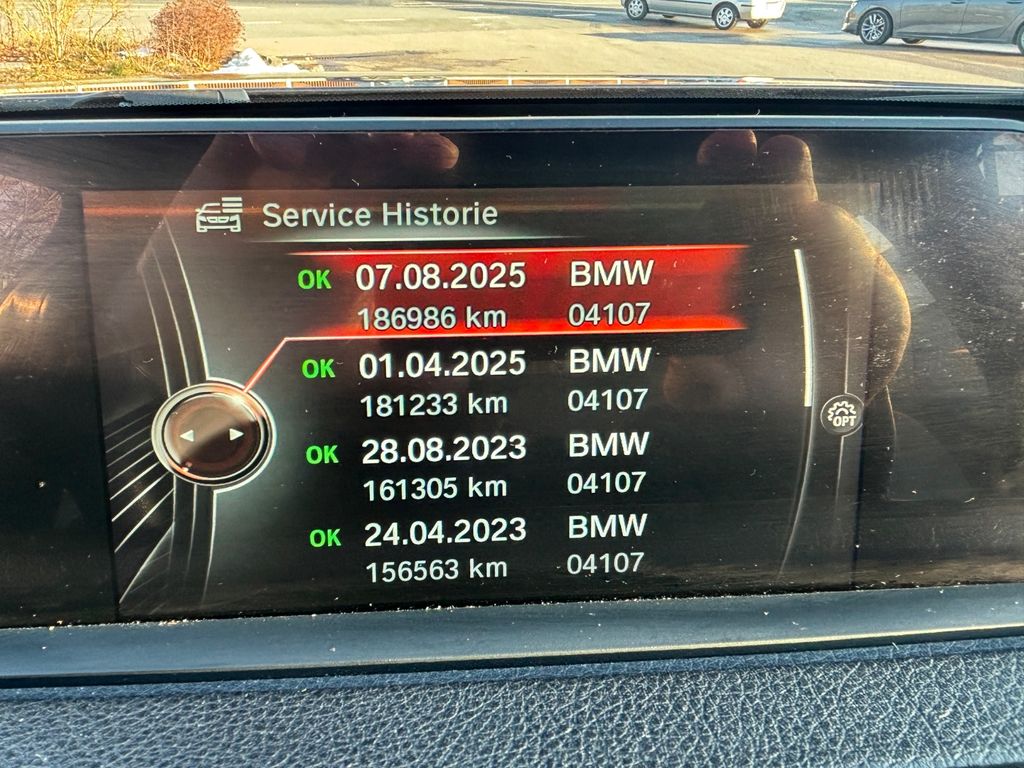 Service Historie
OK 07.08.2025 BMW
186986 km 04107
OK 01.04.2025 BMW
181233 km 04107
OK 28.08.2023 BMW
161305 km 04107
OK 24.04.2023 BMW
156563 km 04107
OPT